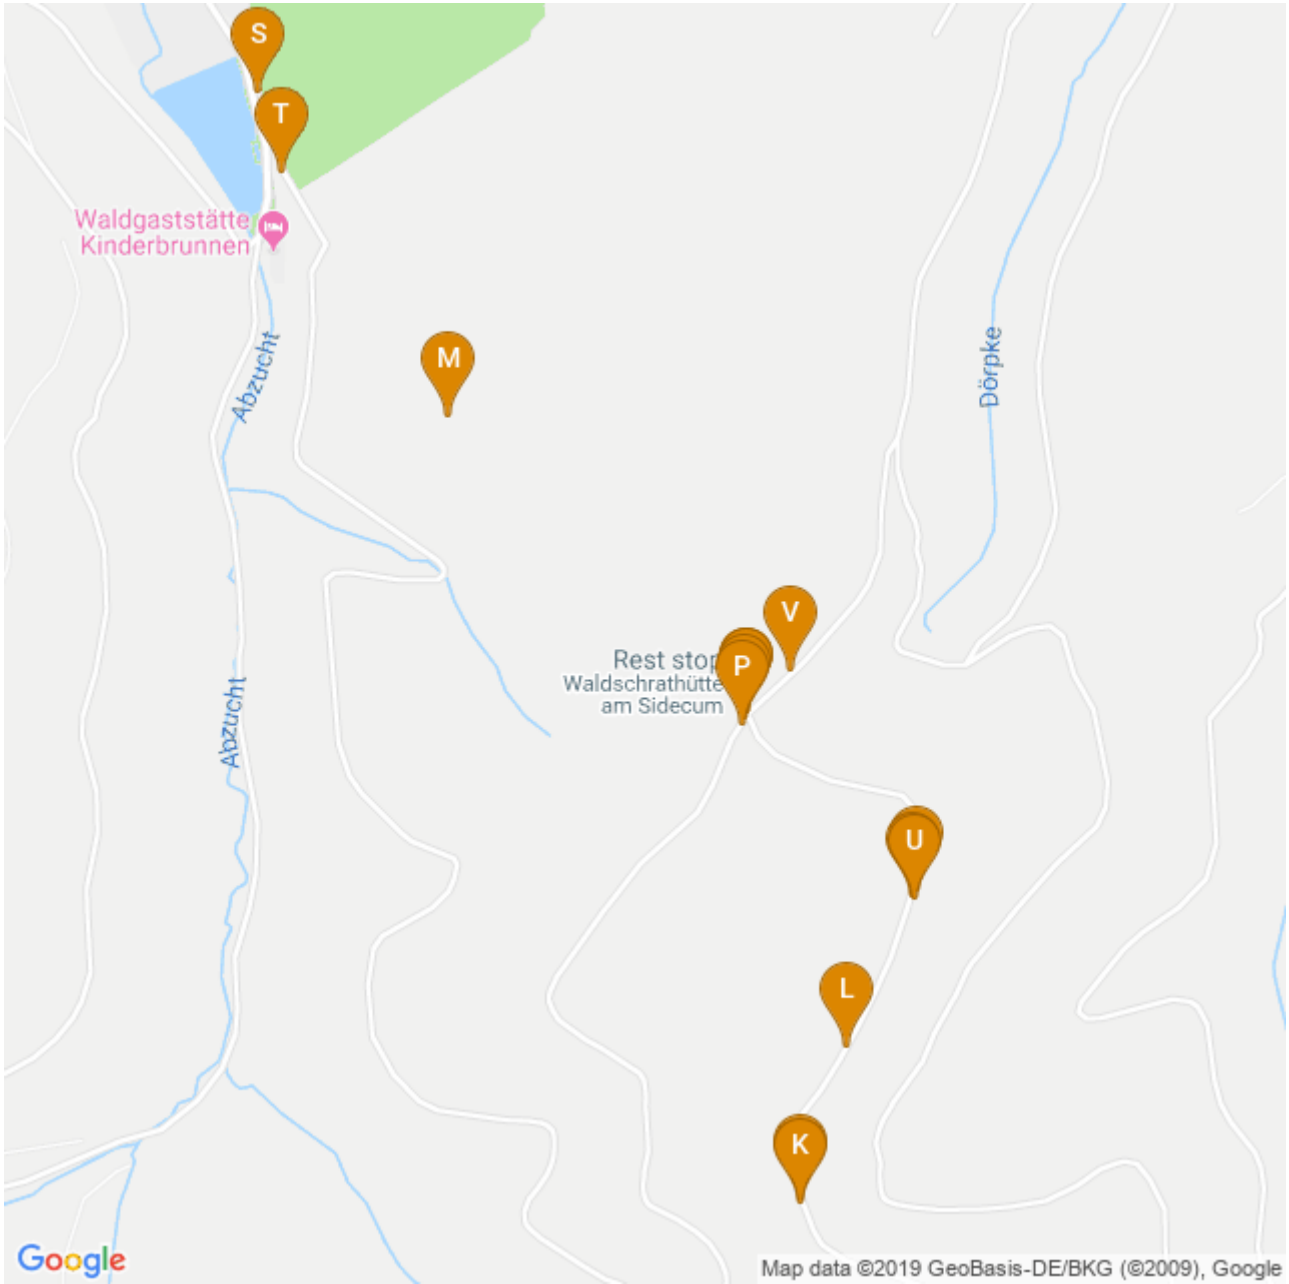 S
T
Waldgaststätte
Kinderbrunnen
Abzucht
M
Dörpke
V
Rest stop
P
Waldschrathütte
am Sidecum
Abzucht
U
L
K
Google
Map data ©2019 GeoBasis-DE/BKG (©2009), Google